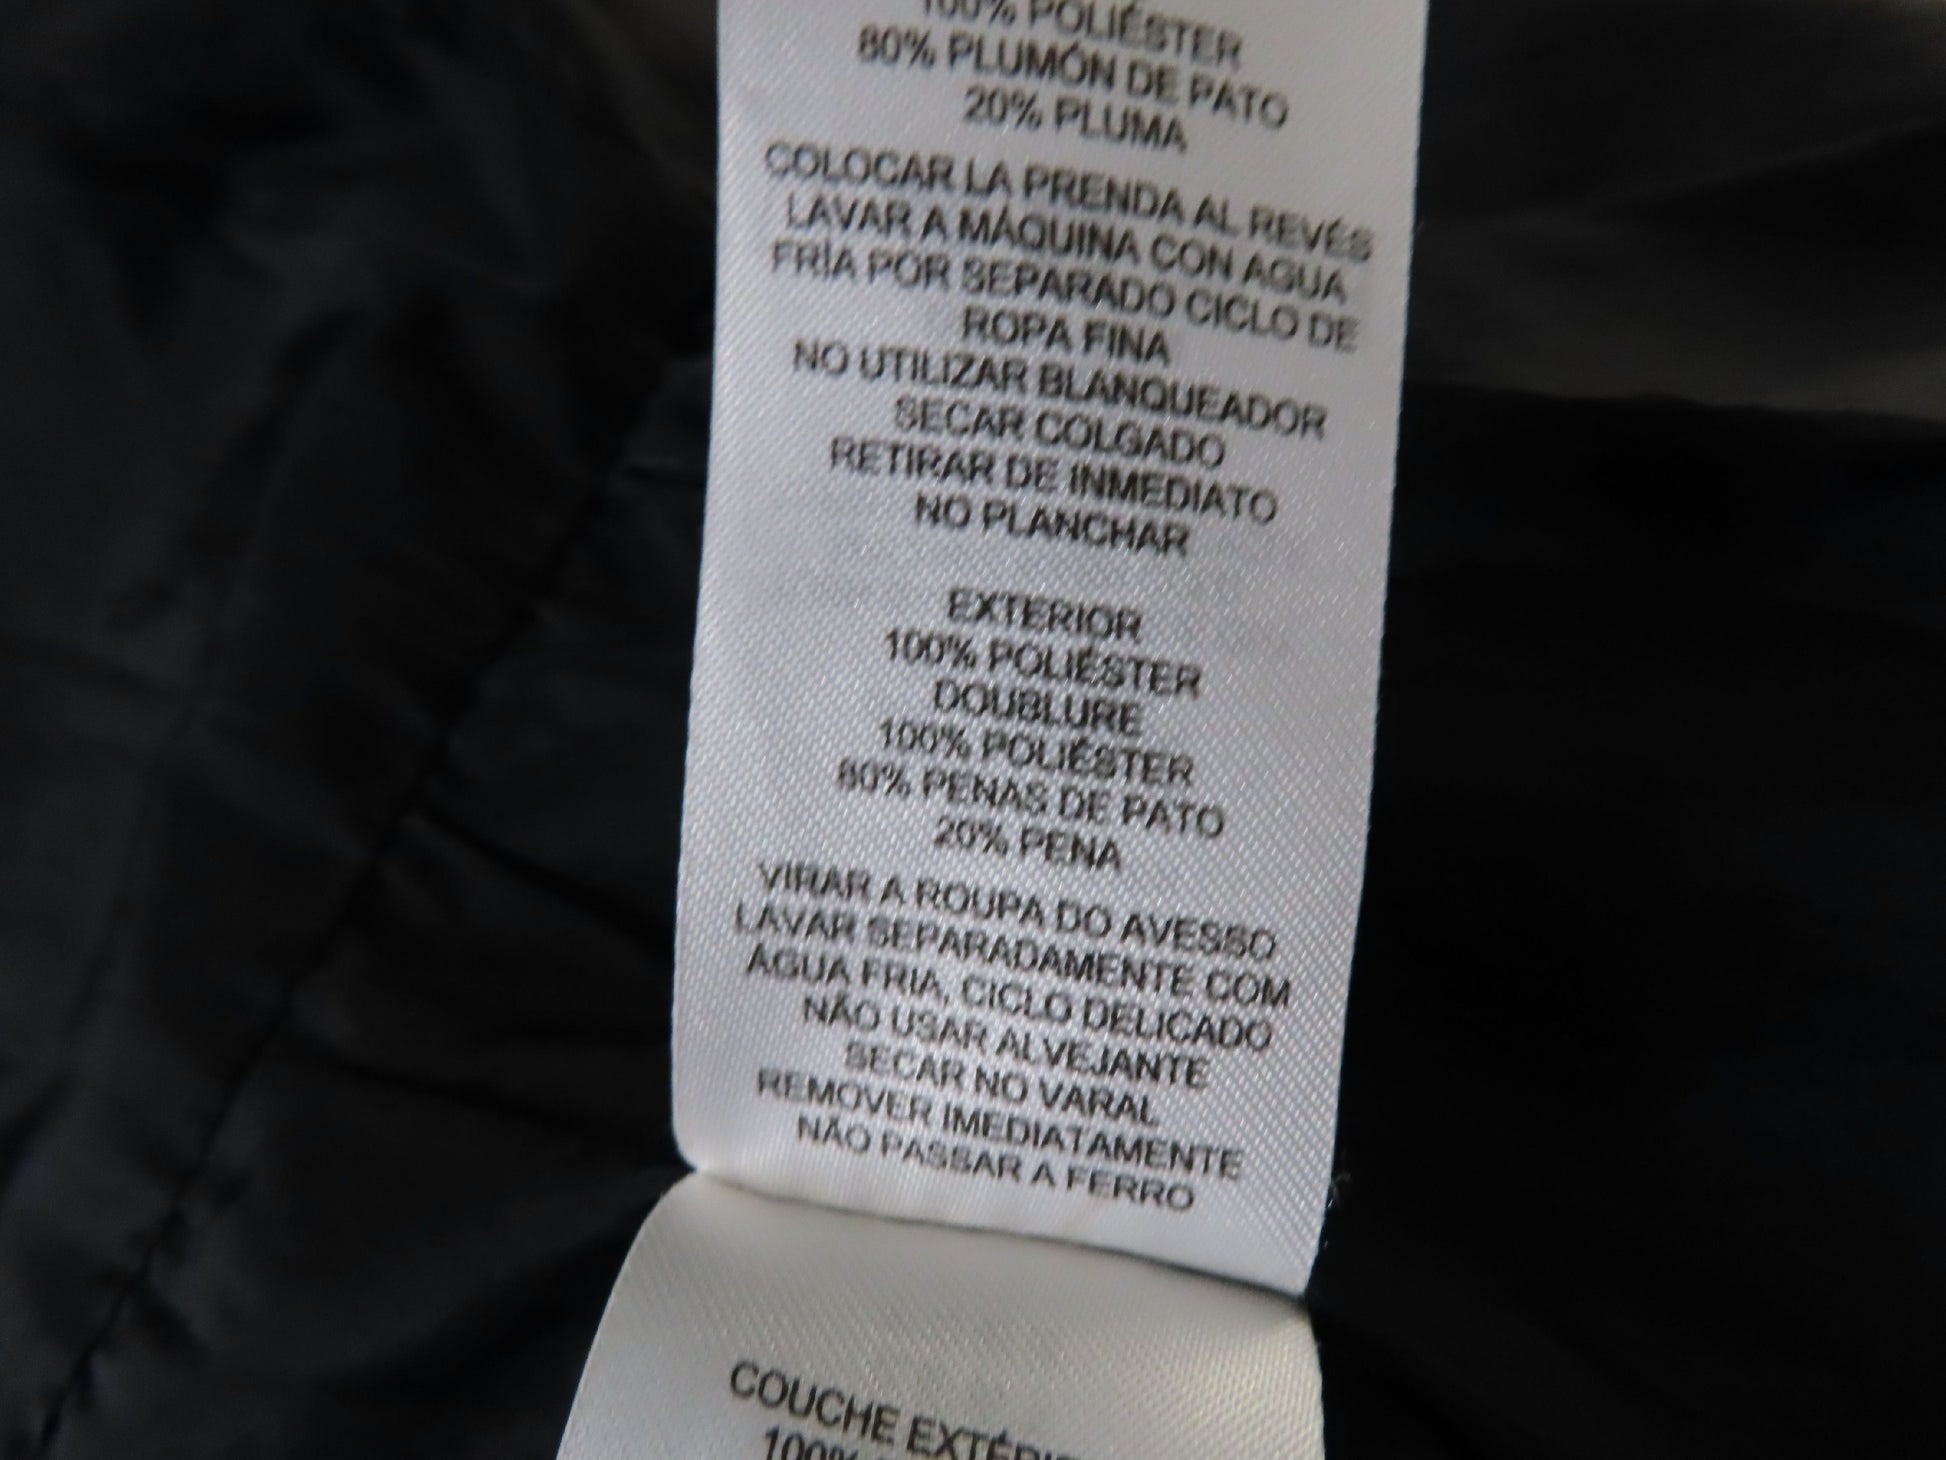 100% POLIÉSTER
80% PLUMÓN DE PATO
20% PLUMA
COLOCAR LA PRENDA AL REVÉS
LAVAR A MÁQUINA CON AGUA
FRÍA POR SEPARADO CICLO DE
ROPA FINA
NO UTILIZAR BLANQUEADOR
SECAR COLGADO
RETIRAR DE INMEDIATO
NO PLANCHAR
EXTERIOR
100% POLIÉSTER
DOUBLURE
100% POLIÉSTER
80% PENAS DE PATO
20% PENA
VIRAR A ROUPA DO AVESSO
LAVAR SEPARADAMENTE COM
ÁGUA FRIA, CICLO DELICADO
NÃO USAR ALVEJANTE
SECAR NO VARAL
REMOVER IMEDIATAMENTE
NÃO PASSAR A FERRO
COUCHE
100%